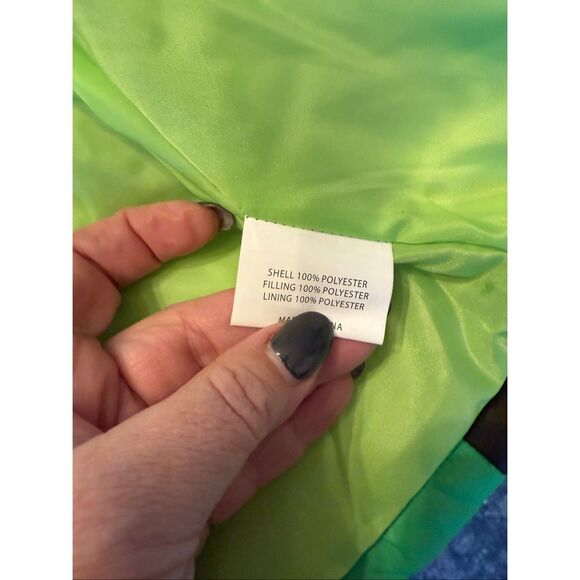 SHELL 100% POLYESTER
FILLING 100% POLYESTER
LINING 100% POLYESTER